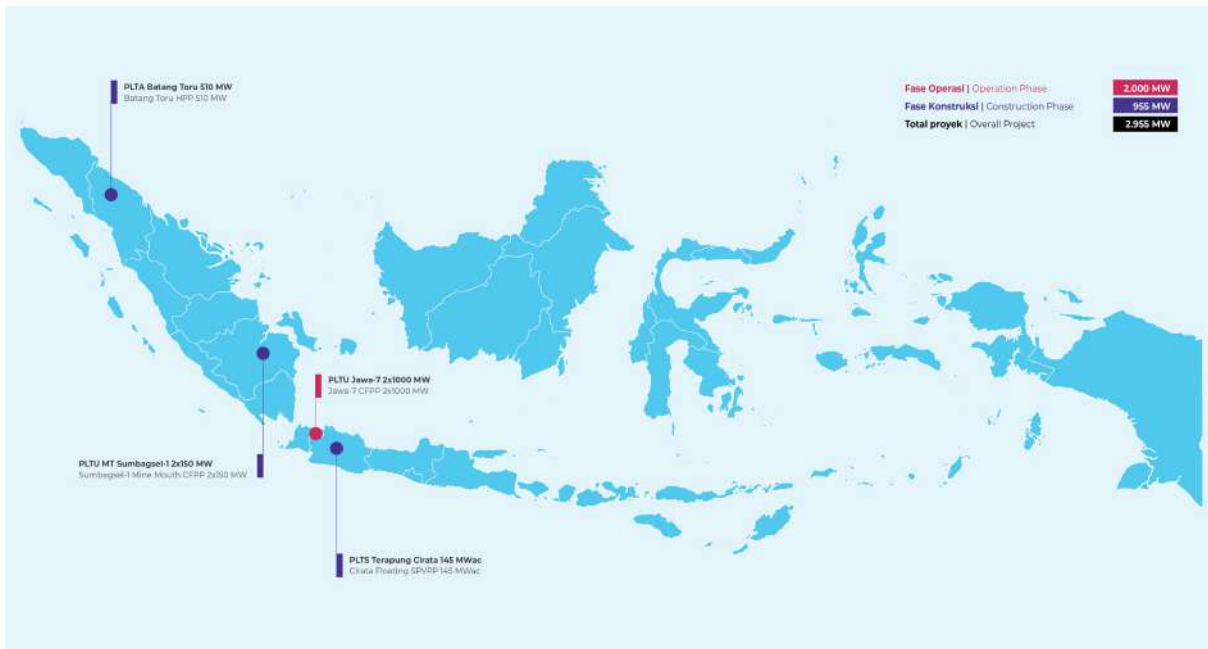 PLTA Batang Toru 510 MW
Batang Toru HPP 510 MW
Fase Operasi | Operation Phase 2.000 MW
Fase Konstruksi | Construction Phase 955 MW
Total proyek | Overall Project 2.955 MW
PLTU Jawa-7 2x1000 MW
Jawa-7 CFPP 2x1000 MW
PLTU MT Sumbagsel-1 2x150 MW
Sumbagsel-1 Mine Mouth CFPP 2x150 MW
PLTS Terapung Cirata 145 MWac
Cirata Floating SPVPP 145 MWac